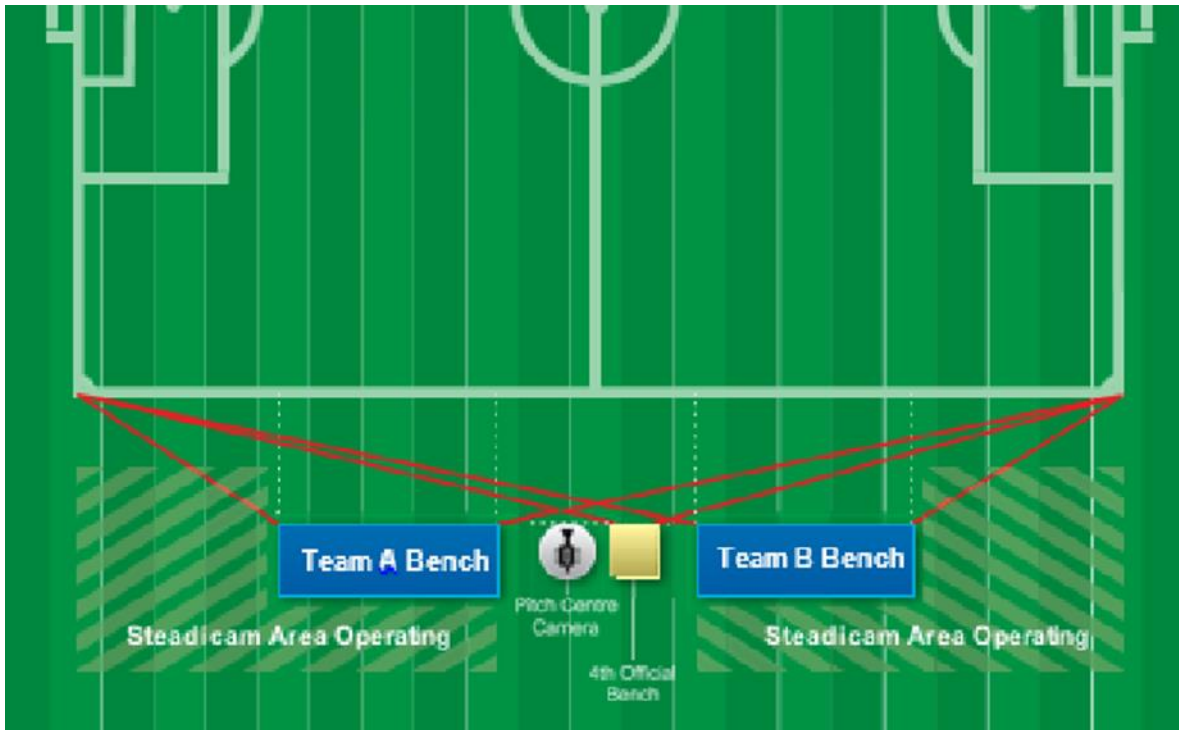 Team A Bench
Team B Bench
Pitch Centre
Camera
Steadicam Area Operating
Steadicam Area Operating
4th Official
Bench